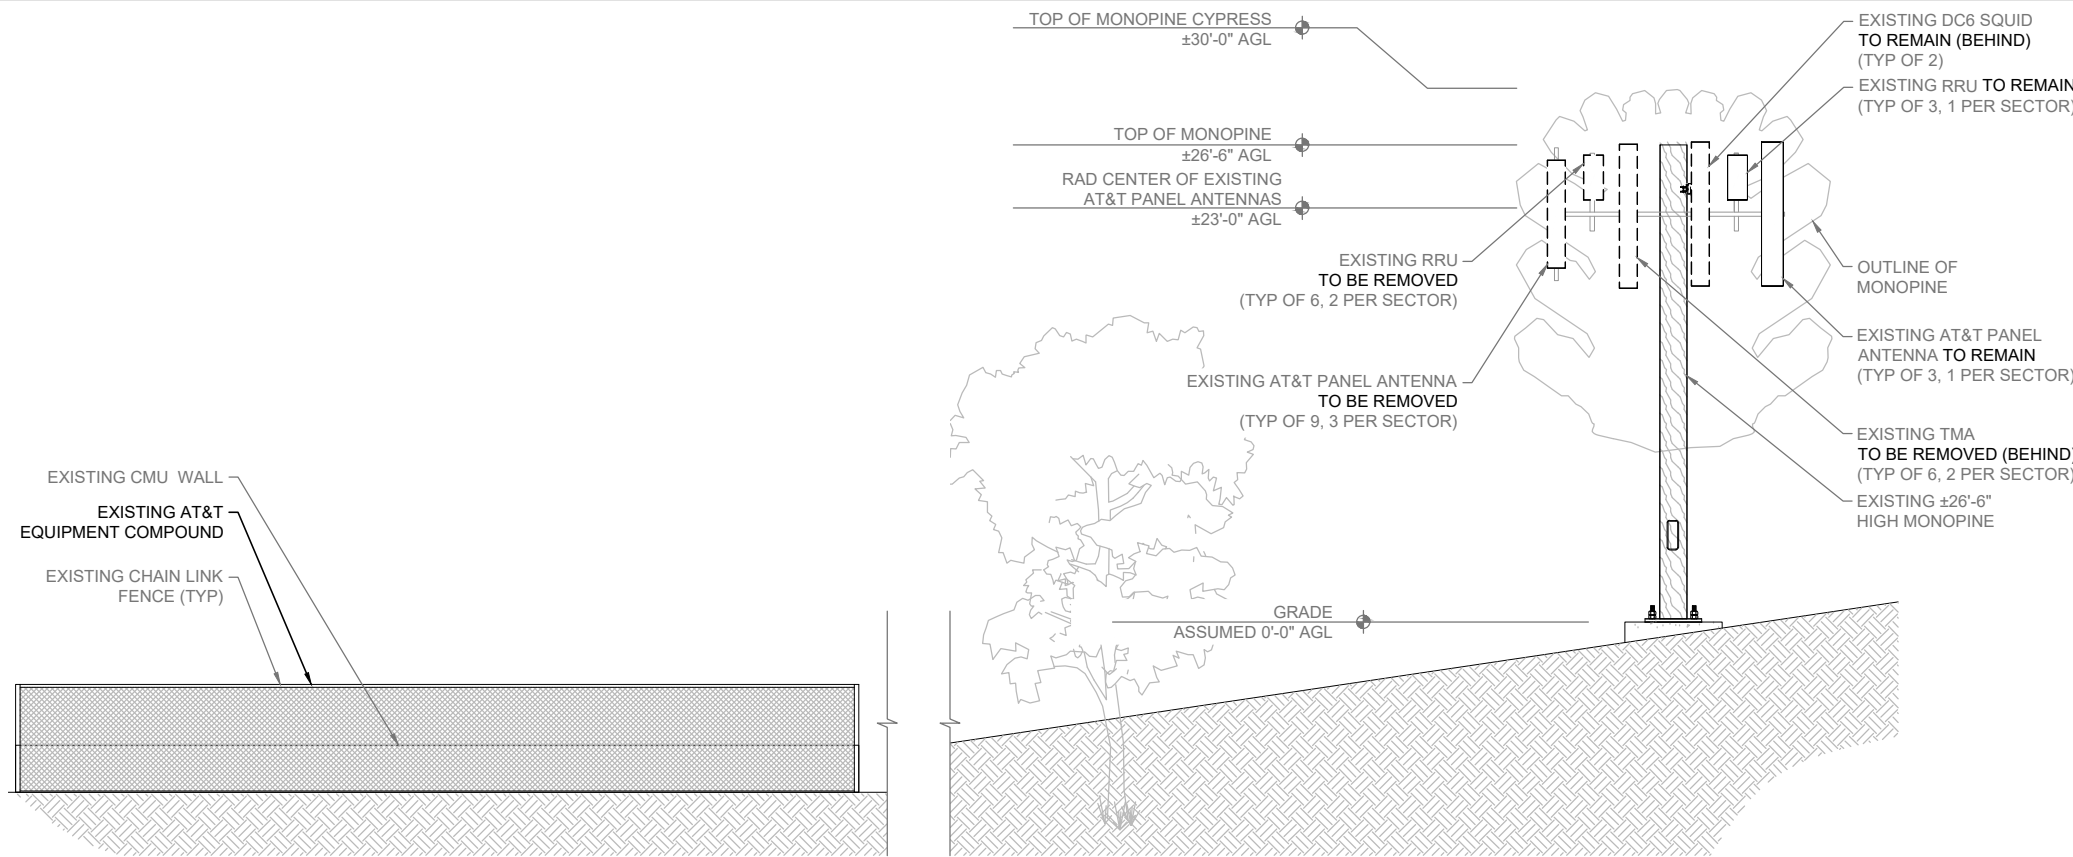 TOP OF MONOPINE CYPRESS
±30'-0" AGL
TOP OF MONOPINE
±26'-6" AGL
RAD CENTER OF EXISTING
AT&T PANEL ANTENNAS
±23'-0" AGL
EXISTING RRU
TO BE REMOVED
(TYP OF 6, 2 PER SECTOR)
EXISTING AT&T PANEL ANTENNA
TO BE REMOVED
(TYP OF 9, 3 PER SECTOR)
GRADE
ASSUMED 0'-0" AGL
EXISTING DC6 SQUID
TO REMAIN (BEHIND)
(TYP OF 2)
EXISTING RRU TO REMAIN
(TYP OF 3, 1 PER SECTOR)
OUTLINE OF
MONOPINE
EXISTING AT&T PANEL
ANTENNA TO REMAIN
(TYP OF 3, 1 PER SECTOR)
EXISTING TMA
TO BE REMOVED (BEHIND)
(TYP OF 6, 2 PER SECTOR)
EXISTING ±26'-6"
HIGH MONOPINE
EXISTING CMU WALL
EXISTING AT&T
EQUIPMENT COMPOUND
EXISTING CHAIN LINK
FENCE (TYP)